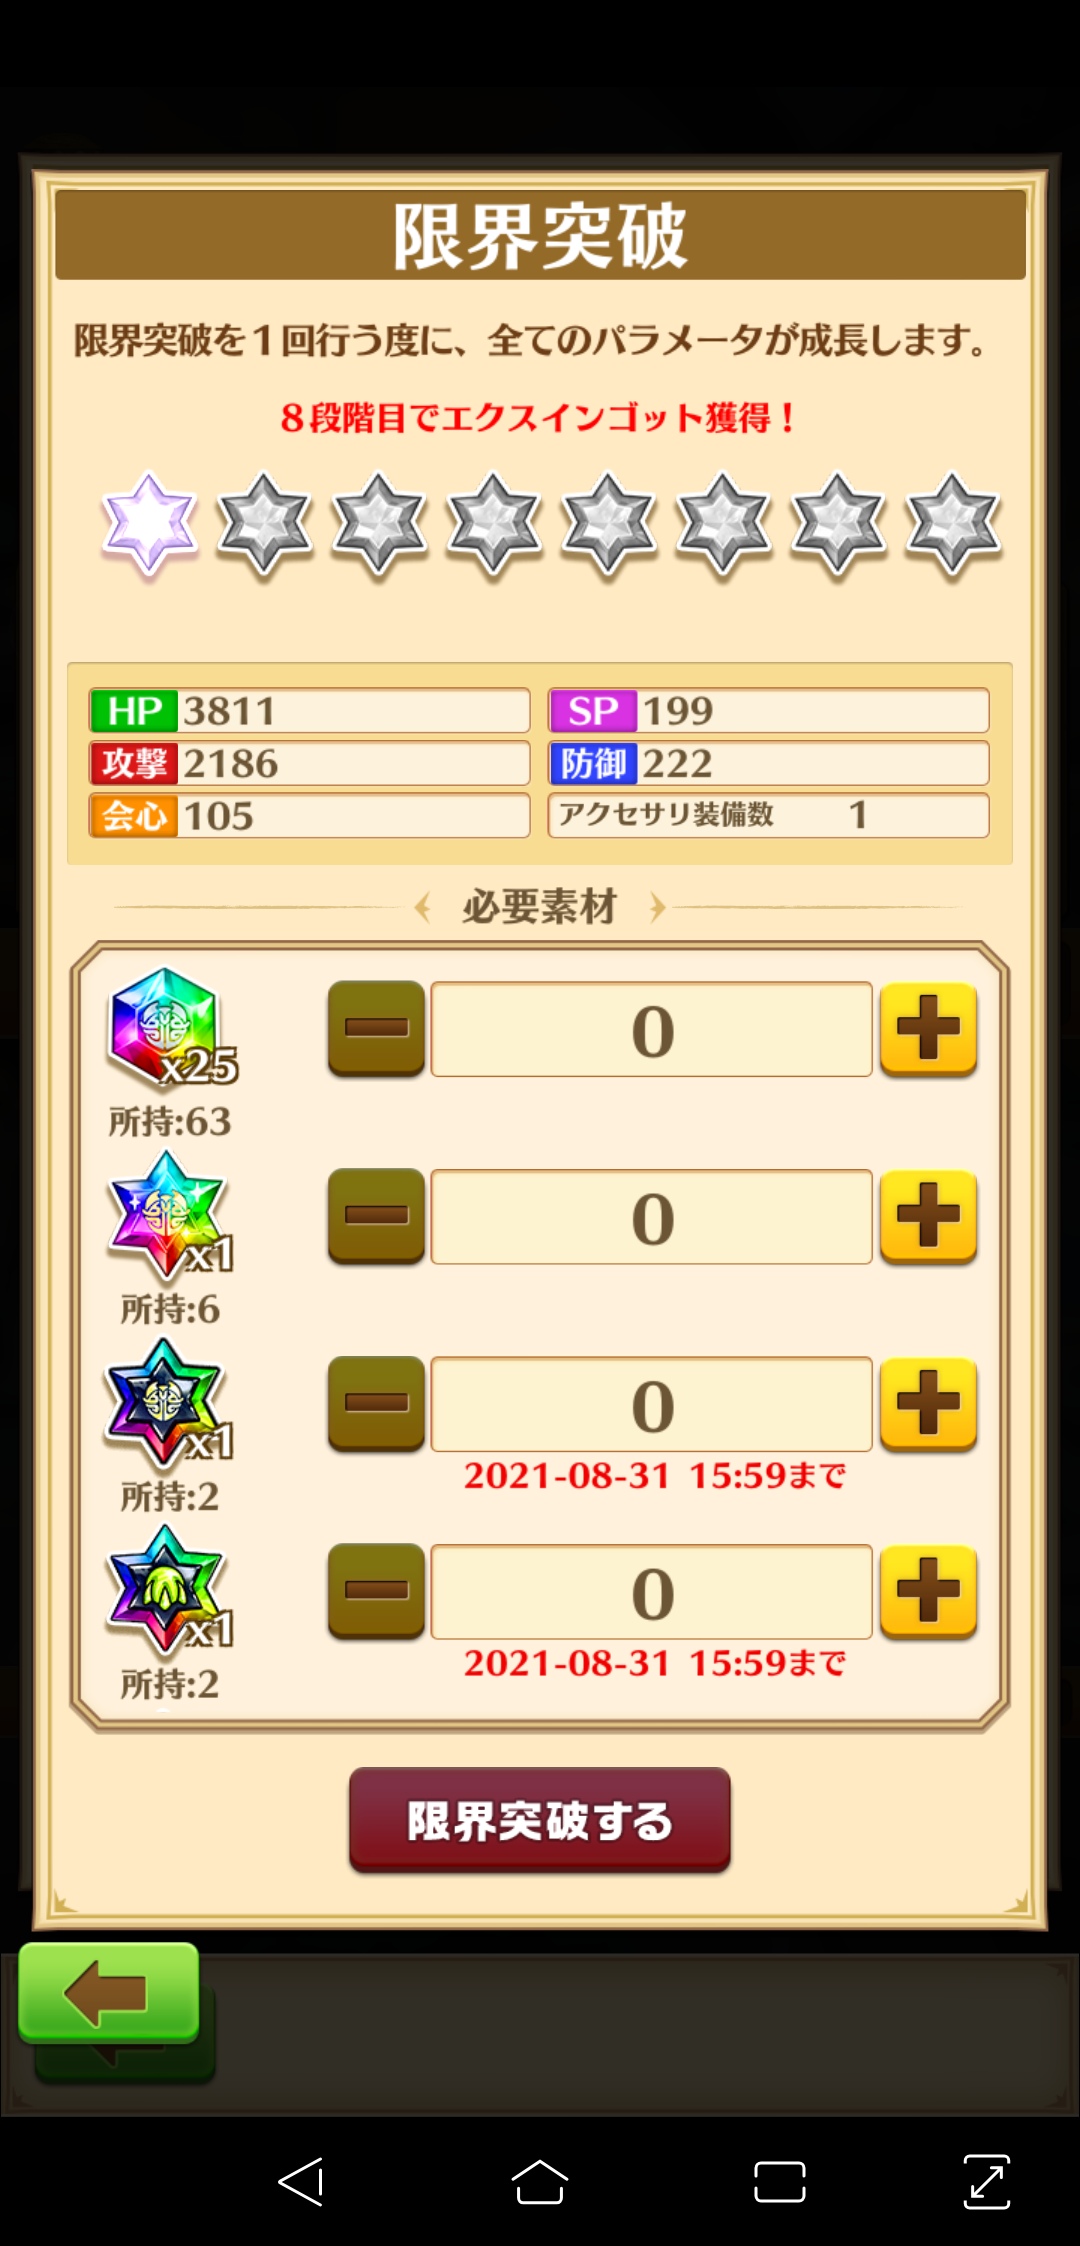 限界突破
限界突破を1回行う度に、全てのパラメータが成長します。
8段階目でエクスインゴット獲得！
HP 3811 SP 199
攻撃 2186 防御 222
会心 105 アクセサリ装備数 1
必要素材
x25 0
所持:63
x1 0
所持:6
x1 0
2021-08-31 15:59まで
所持:2
x1 0
2021-08-31 15:59まで
所持:2
限界突破する